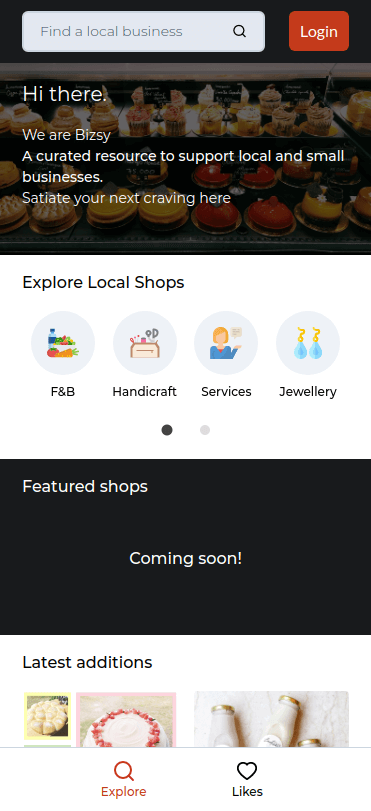 Find a local business
Login
Hi there.
We are Bizsy
A curated resource to support local and small
businesses.
Satiate your next craving here
Explore Local Shops
F&B
Handicraft
Services
Jewellery
Featured shops
Coming soon!
Latest additions
Explore
Likes